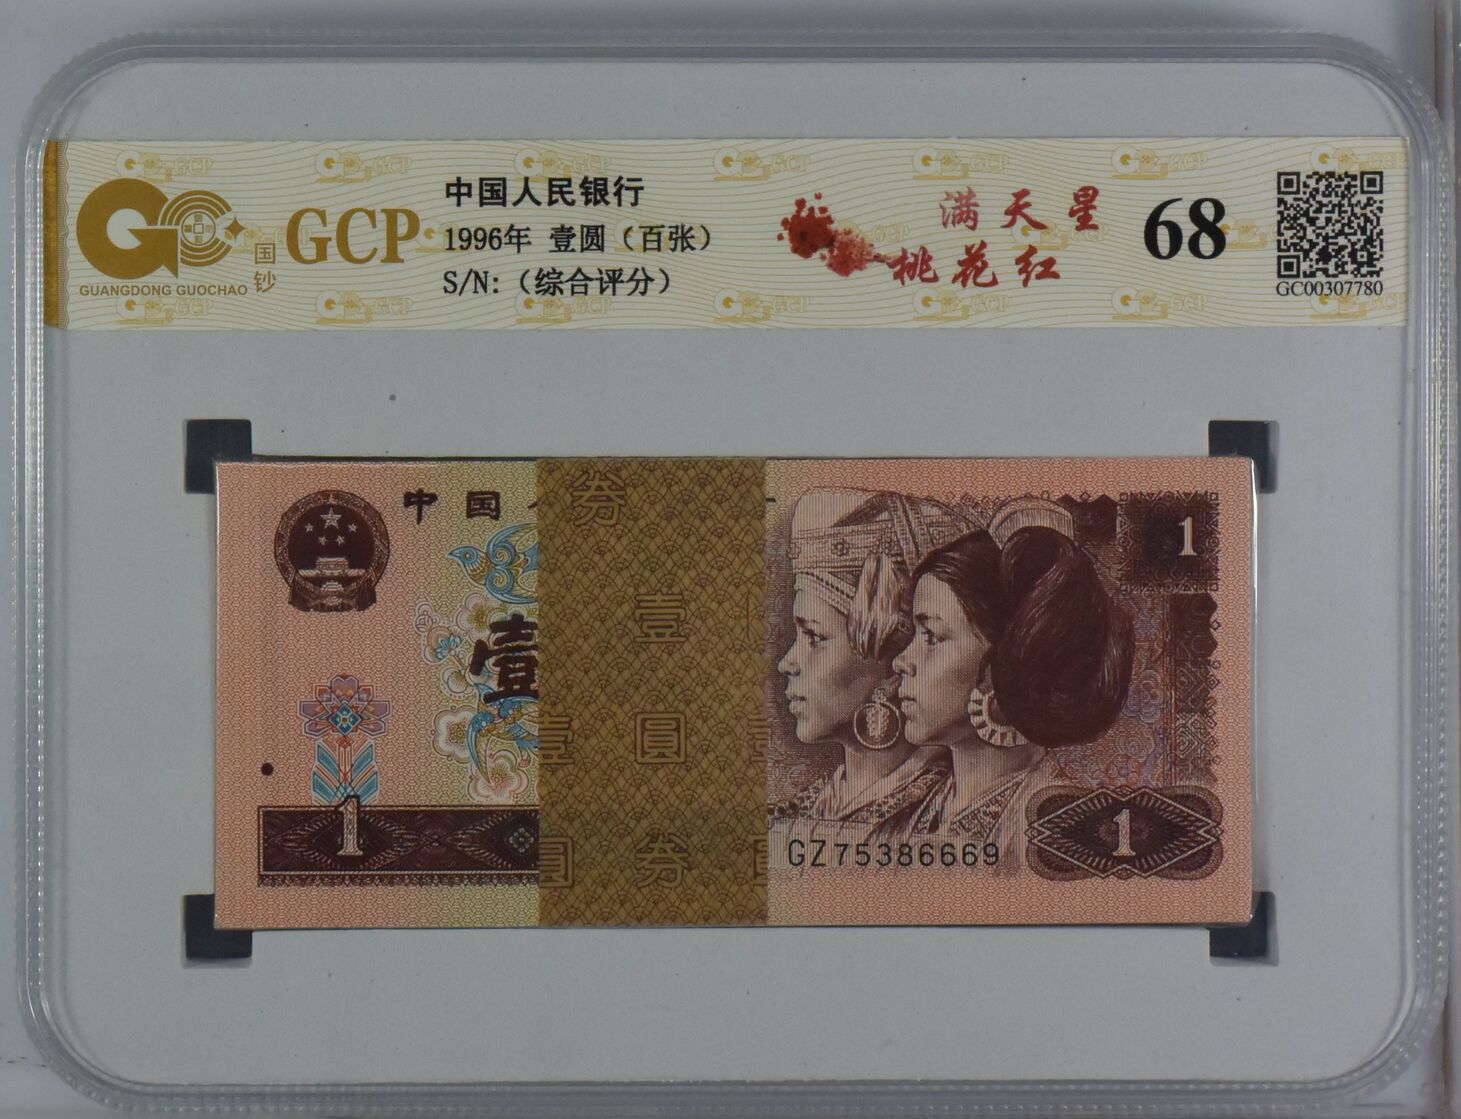 GCP
国钞
GUANGDONG GUOCHAO
中国人民银行
1996年 壹圆（百张）
S/N:（综合评分）
满天星
桃花红
68
GC00307780
中国
券
1
壹
壹
圆
壹
1
圆
券
GZ75386669
1